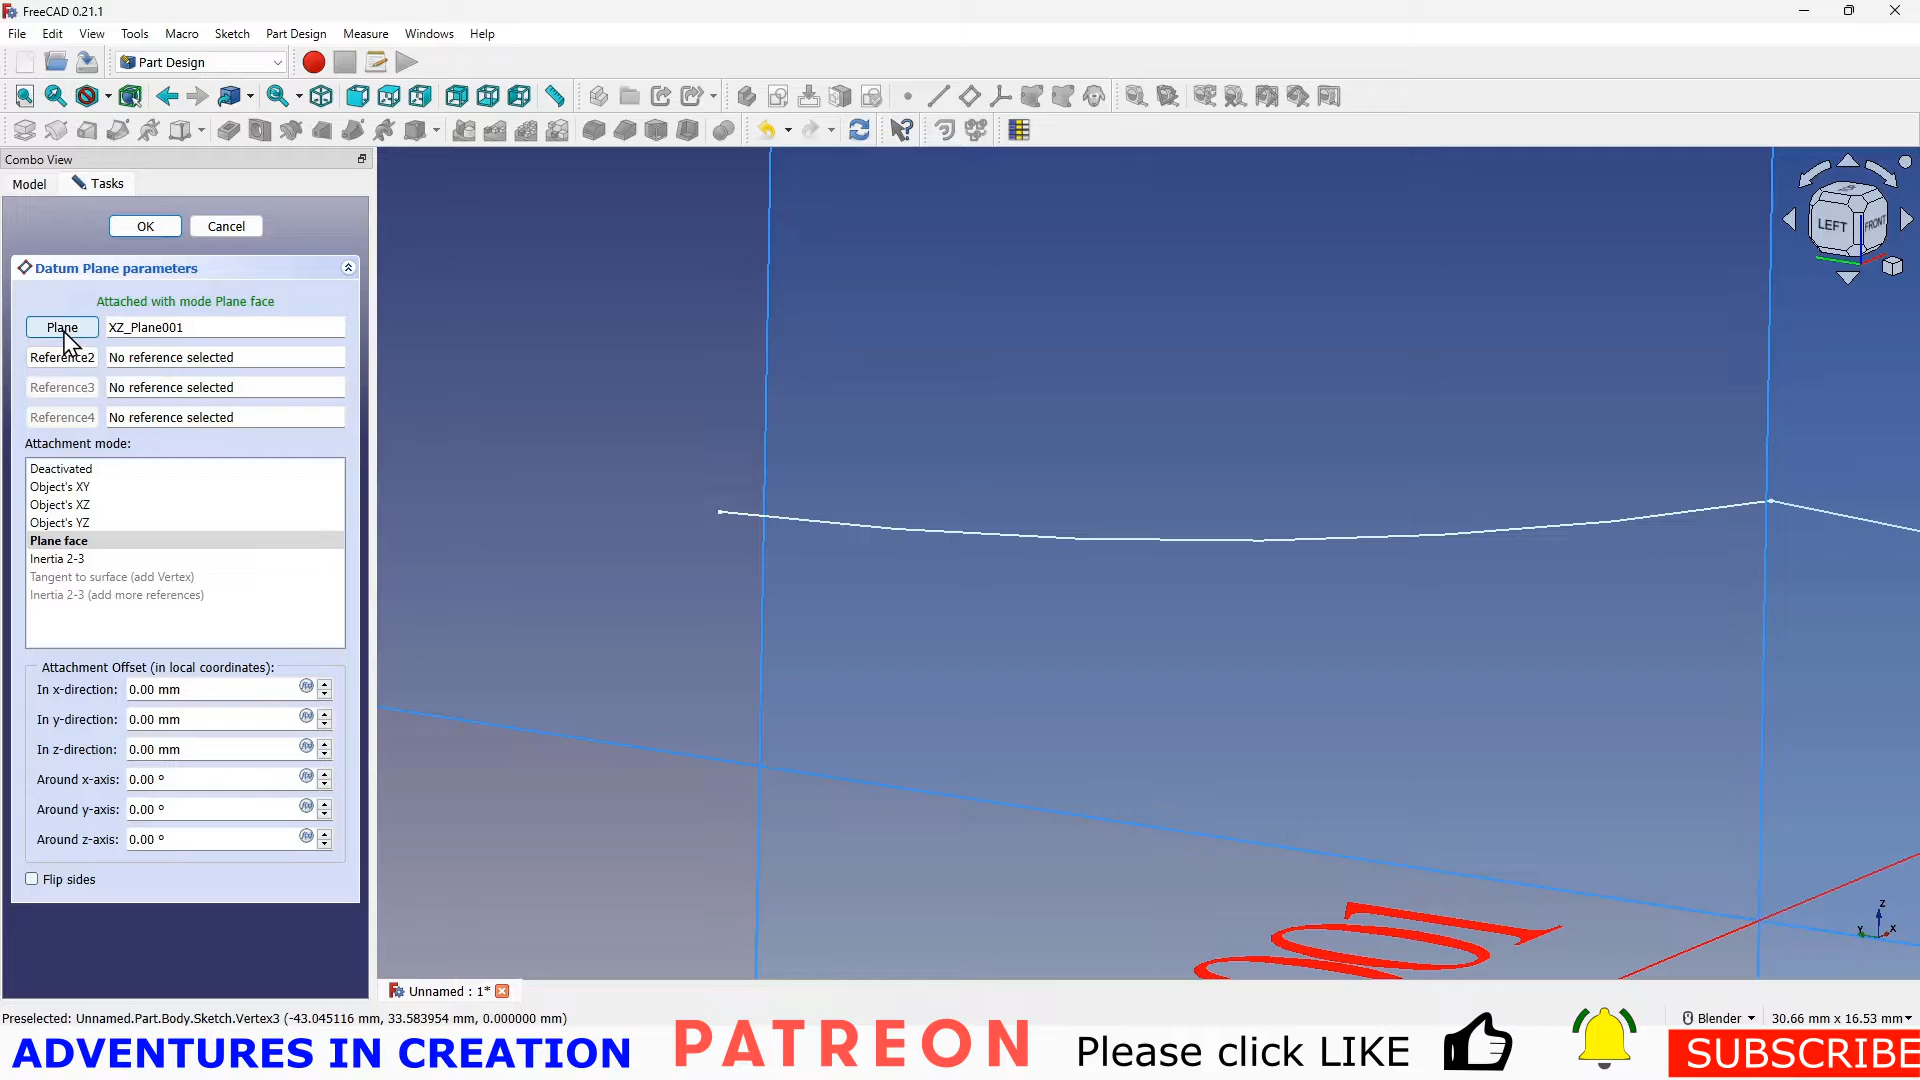 FreeCAD 0.21.1
File Edit View Tools Macro Sketch Part Design Measure Windows Help
Part Design
Combo View
Model Tasks
OK Cancel
Datum Plane parameters
Attached with mode Plane face
Plane XZ_Plane001
Reference2 No reference selected
Reference3 No reference selected
Reference4 No reference selected
Attachment mode:
Deactivated
Object's XY
Object's XZ
Object's YZ
Plane face
Inertia 2-3
Tangent to surface (add Vertex)
Inertia 2-3 (add more references)
Attachment Offset (in local coordinates):
In x-direction: 0.00 mm
In y-direction: 0.00 mm
In z-direction: 0.00 mm
Around x-axis: 0.00 °
Around y-axis: 0.00 °
Around z-axis: 0.00 °
Flip sides
LEFT FRONT
Z
Y X
Unnamed : 1*
Preselected: Unnamed.Part.Body.Sketch.Vertex3 (-43.045116 mm, 33.583954 mm, 0.000000 mm)
Blender 30.66 mm x 16.53 mm
ADVENTURES IN CREATION PATREON Please click LIKE SUBSCRIBE